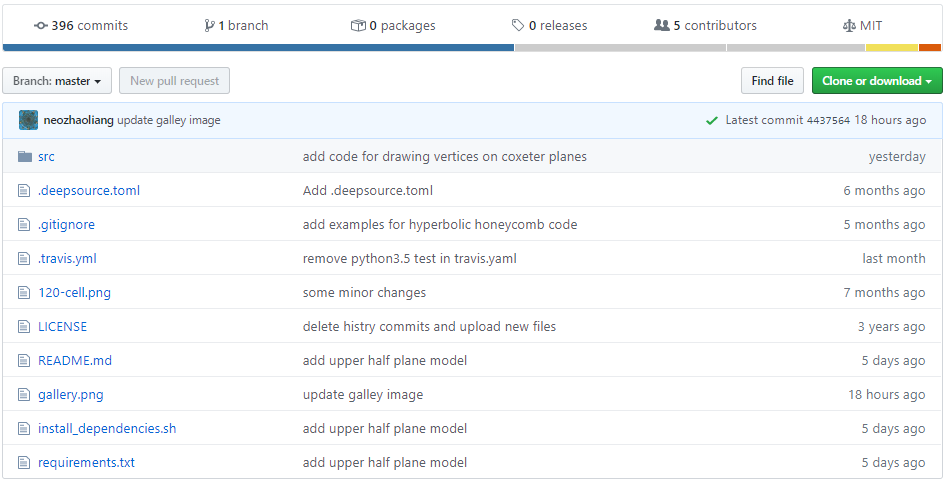 396 commits 1 branch 0 packages 0 releases 5 contributors MIT
Branch: master New pull request Find file Clone or download
neozhaoliang update galley image Latest commit 4437564 18 hours ago
src add code for drawing vertices on coxeter planes yesterday
.deepsource.toml Add .deepsource.toml 6 months ago
.gitignore add examples for hyperbolic honeycomb code 5 months ago
.travis.yml remove python3.5 test in travis.yaml last month
120-cell.png some minor changes 7 months ago
LICENSE delete histry commits and upload new files 3 years ago
README.md add upper half plane model 5 days ago
gallery.png update galley image 18 hours ago
install_dependencies.sh add upper half plane model 5 days ago
requirements.txt add upper half plane model 5 days ago